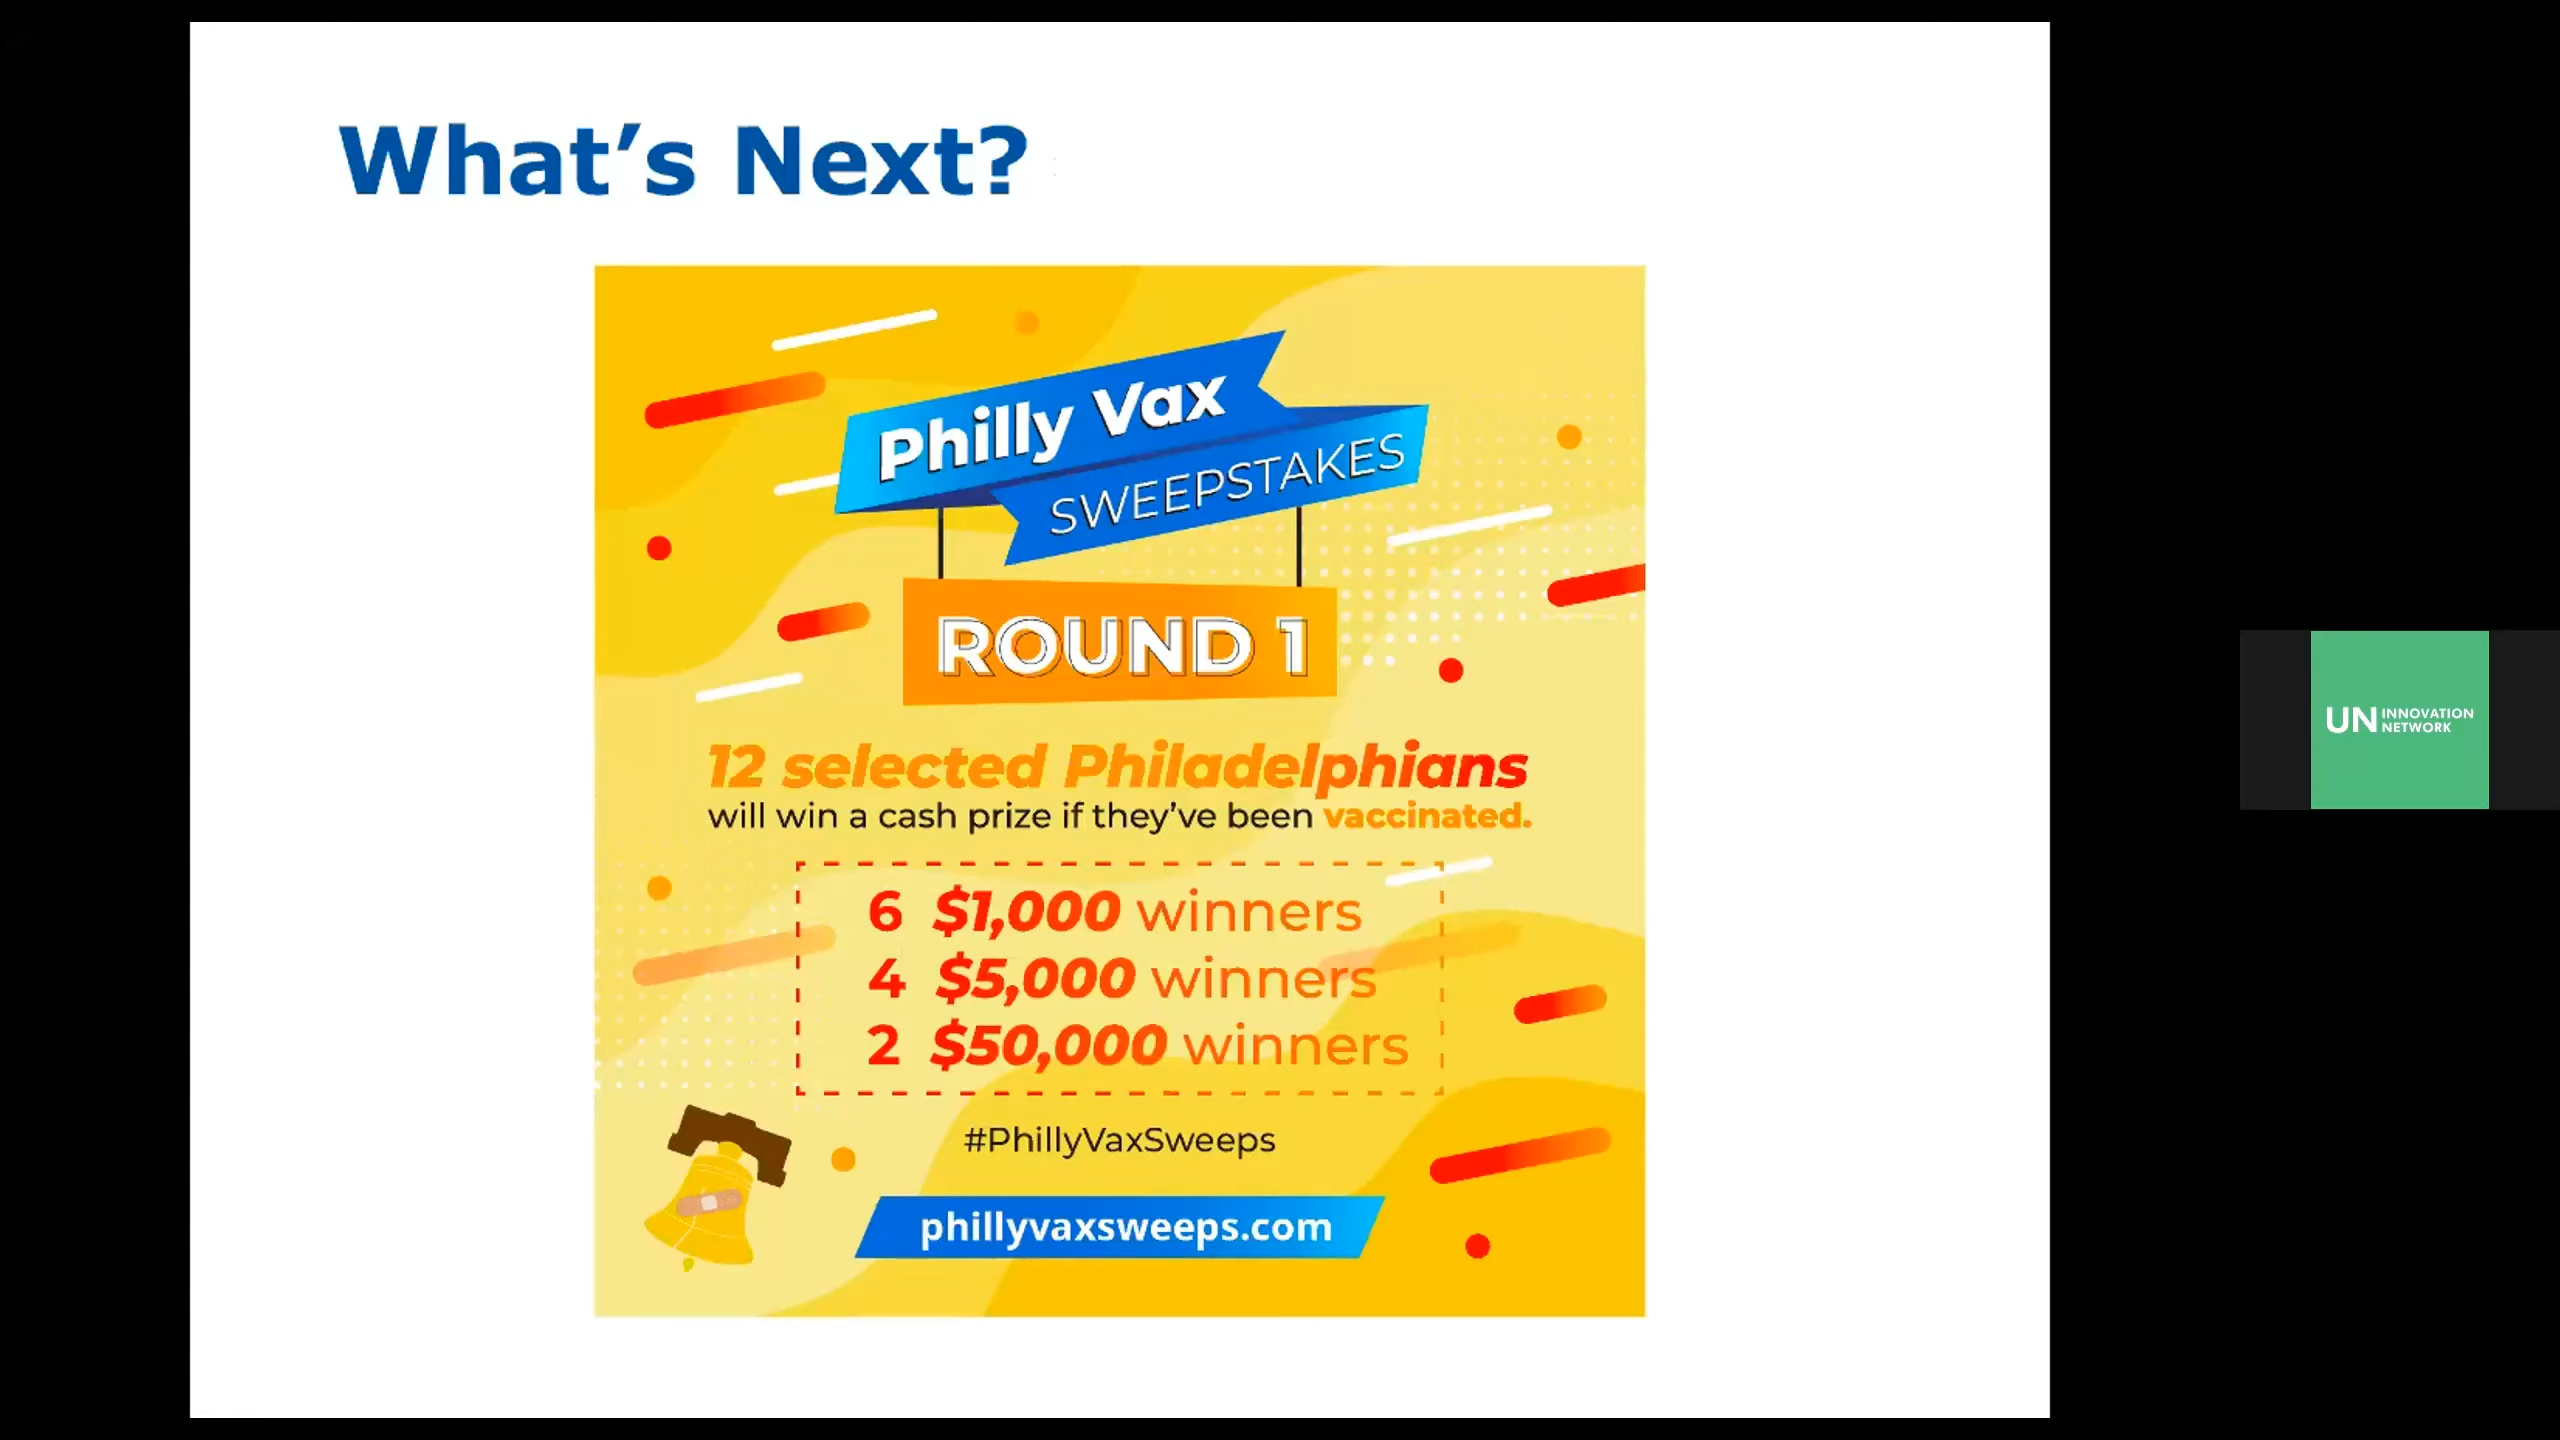 What’s Next?
Philly Vax
SWEEPSTAKES
ROUND 1
12 selected Philadelphians
will win a cash prize if they’ve been vaccinated.
6 $1,000 winners
4 $5,000 winners
2 $50,000 winners
#PhillyVaxSweeps
phillyvaxsweeps.com
UN INNOVATION
NETWORK